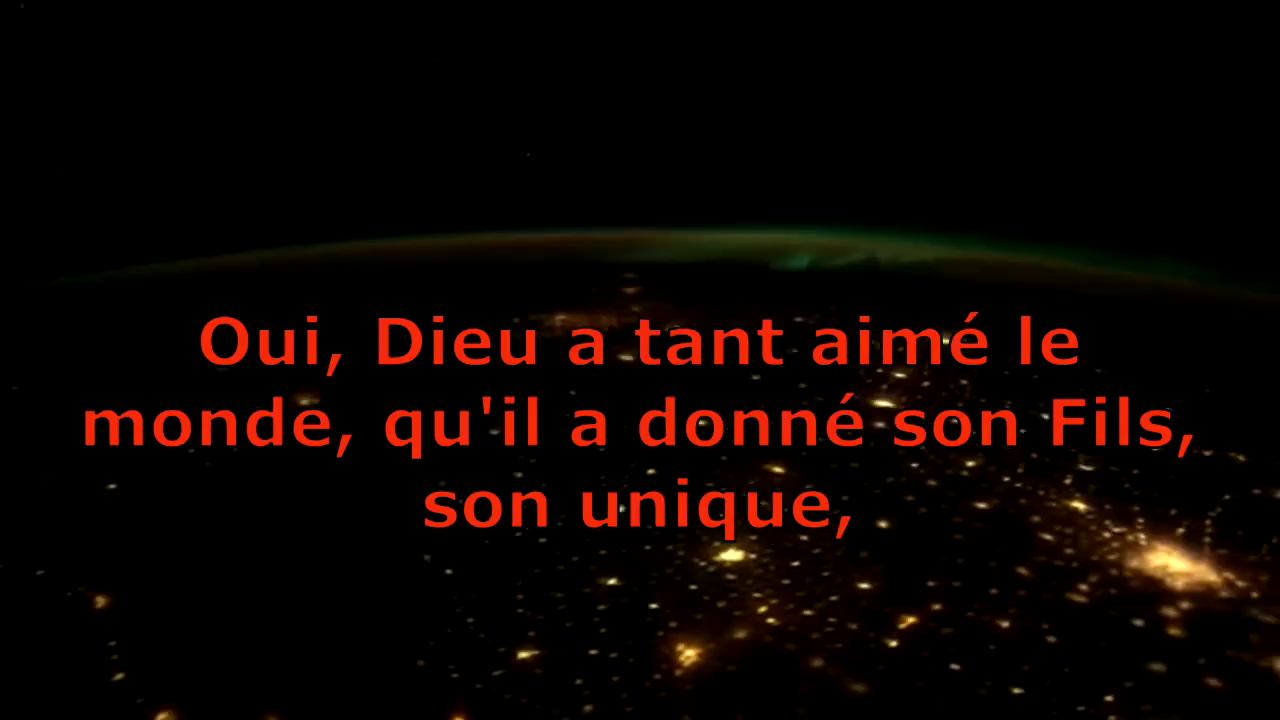 Oui, Dieu a tant aimé le
monde, qu'il a donné son Fils,
son unique,